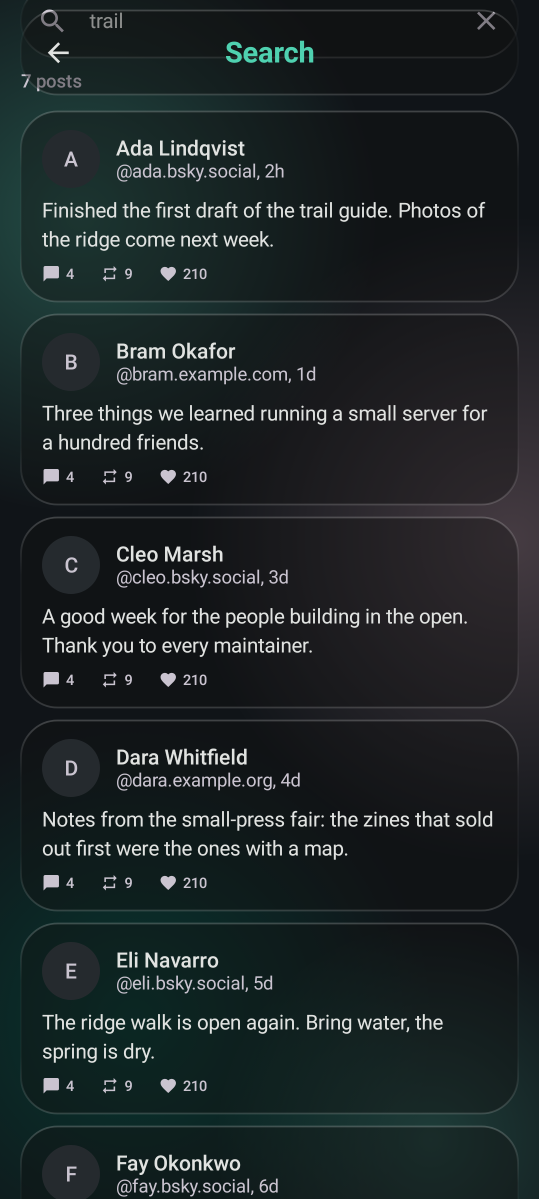 trail
Search
7 posts
A
Ada Lindqvist
@ada.bsky.social, 2h
Finished the first draft of the trail guide. Photos of
the ridge come next week.
4 9 210
B
Bram Okafor
@bram.example.com, 1d
Three things we learned running a small server for
a hundred friends.
4 9 210
C
Cleo Marsh
@cleo.bsky.social, 3d
A good week for the people building in the open.
Thank you to every maintainer.
4 9 210
D
Dara Whitfield
@dara.example.org, 4d
Notes from the small-press fair: the zines that sold
out first were the ones with a map.
4 9 210
E
Eli Navarro
@eli.bsky.social, 5d
The ridge walk is open again. Bring water, the
spring is dry.
4 9 210
F
Fay Okonkwo
@fay.bsky.social, 6d